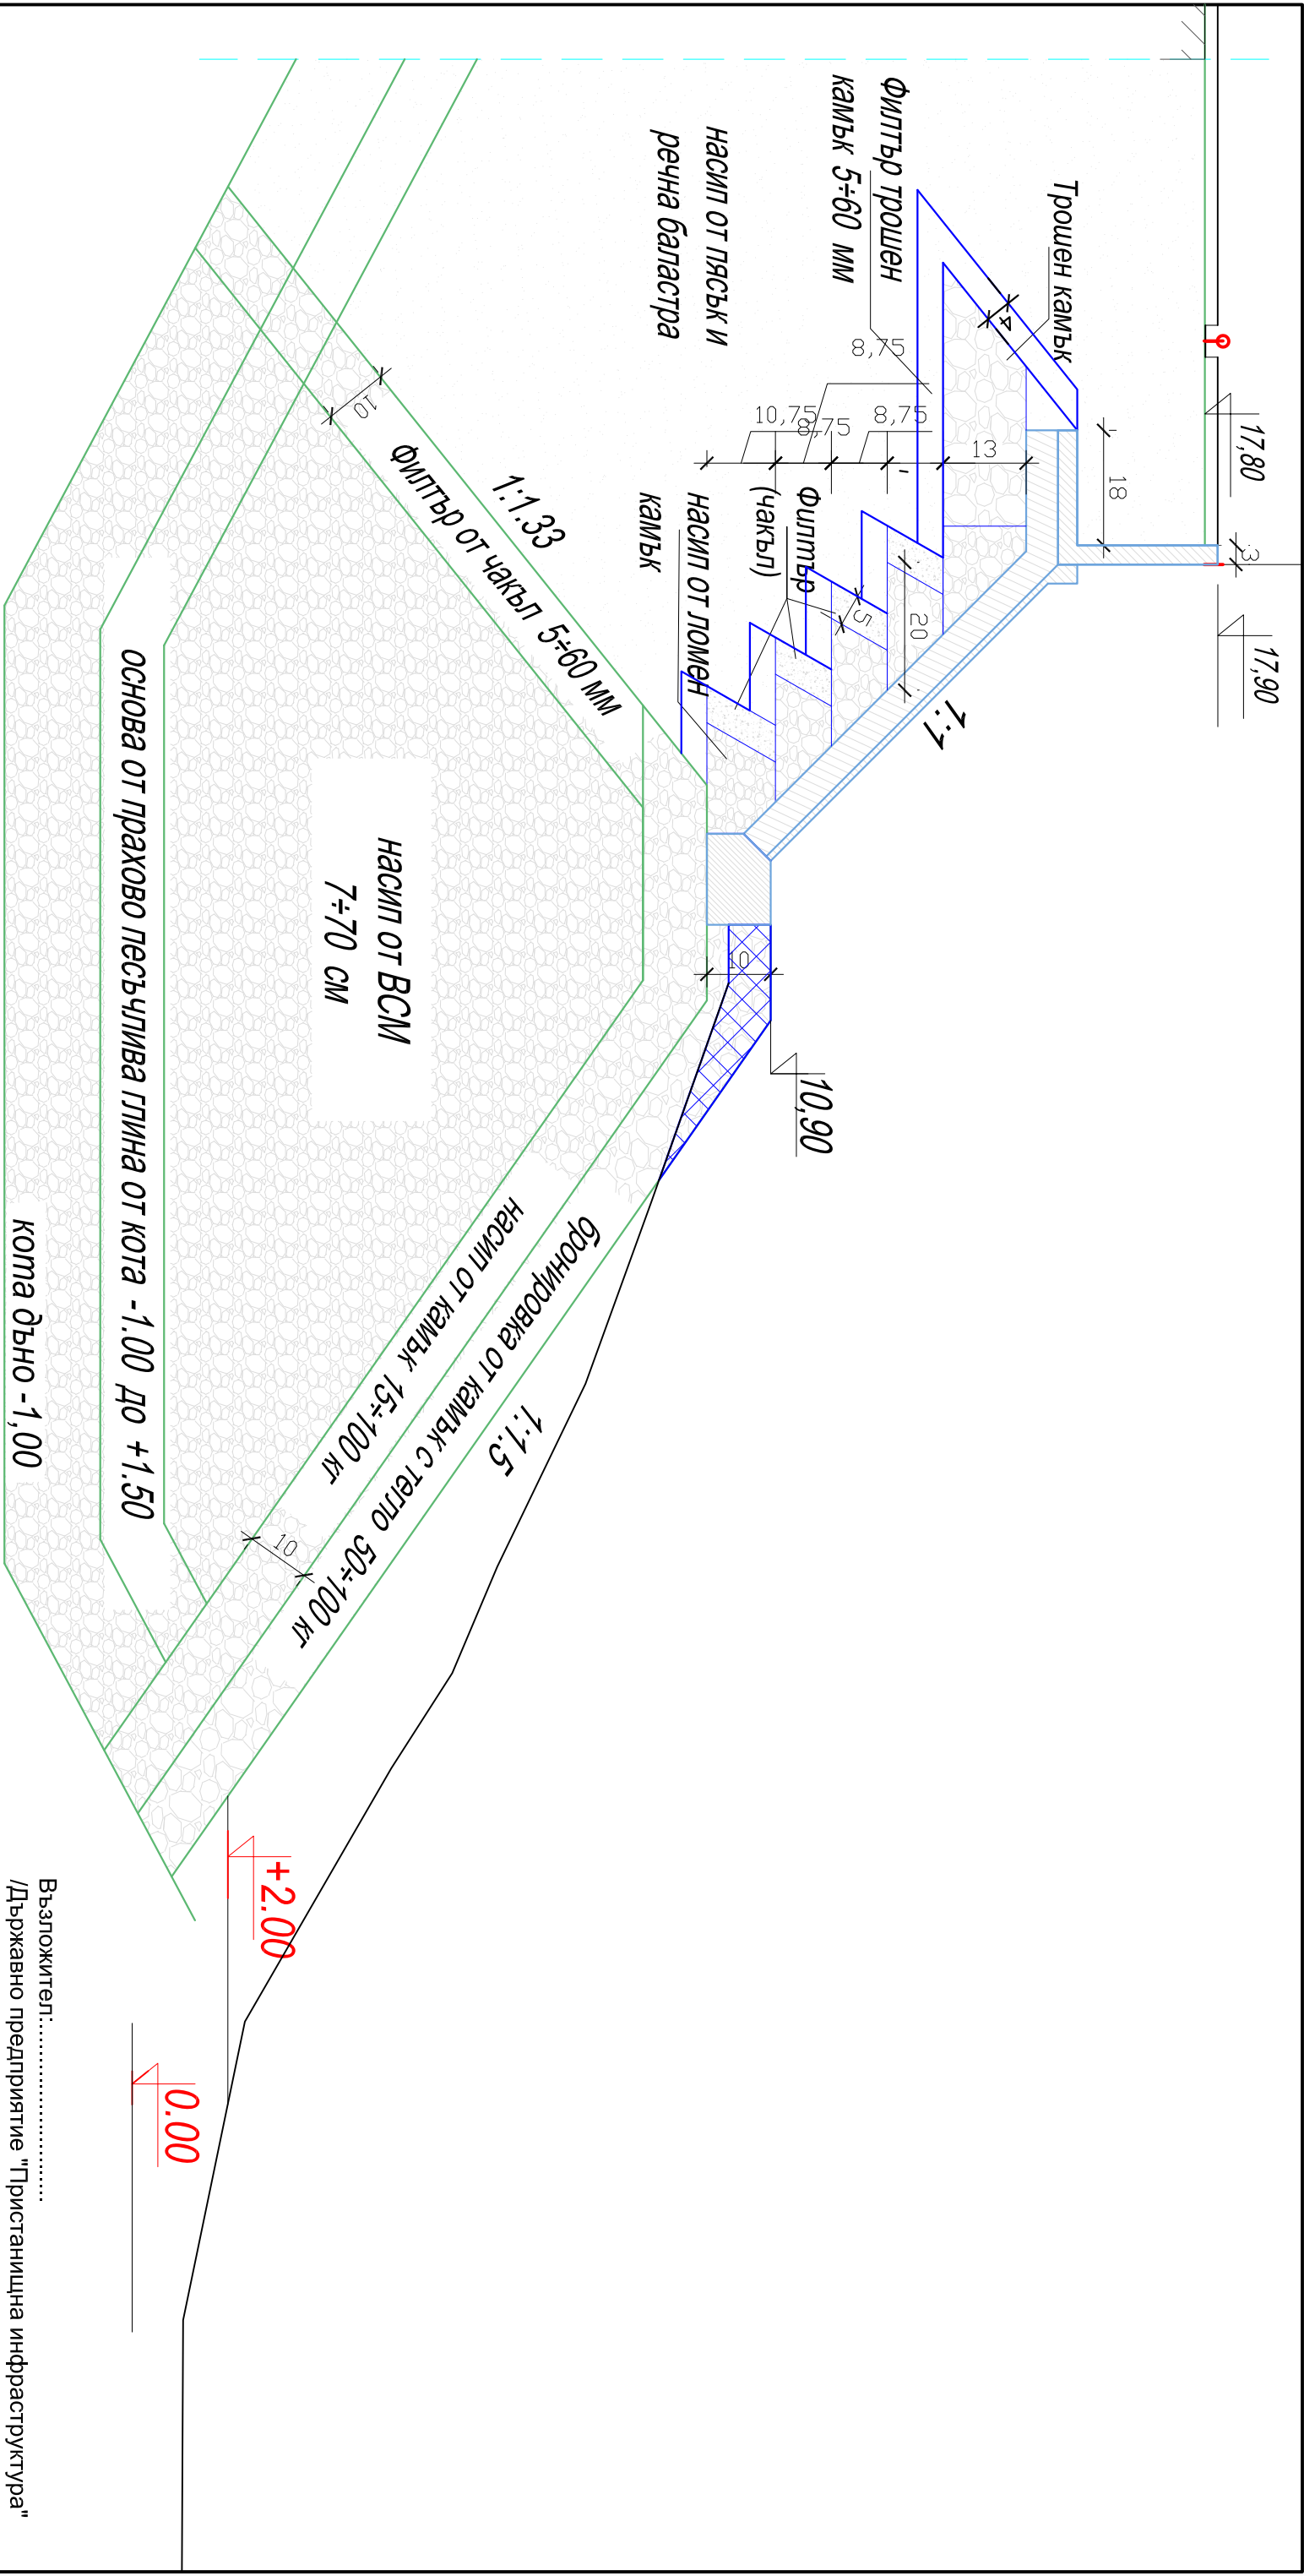 17,80
17,90
3
18
Трошен камък
4
Филтър трошен
камък 5÷60 мм
13
8,75
8,75
8,75
10,75
насип от пясък и
речна баластра
Филтър
(чакъл)
20
5
1:1
насип от ломен
камък
10
10,90
1:1.33
Филтър от чакъл 5÷60 мм
10
насип от ВСМ
7÷70 см
насип от камък 15÷100 кг
бронировка от камък с тегло 50÷100 кг
1:1.5
10
основа от прахово песъчлива глина от кота -1.00 до +1.50
кота дъно -1,00
+2.00
0.00
Възложител:.......................
/Държавно предприятие "Пристанищна инфраструктура"